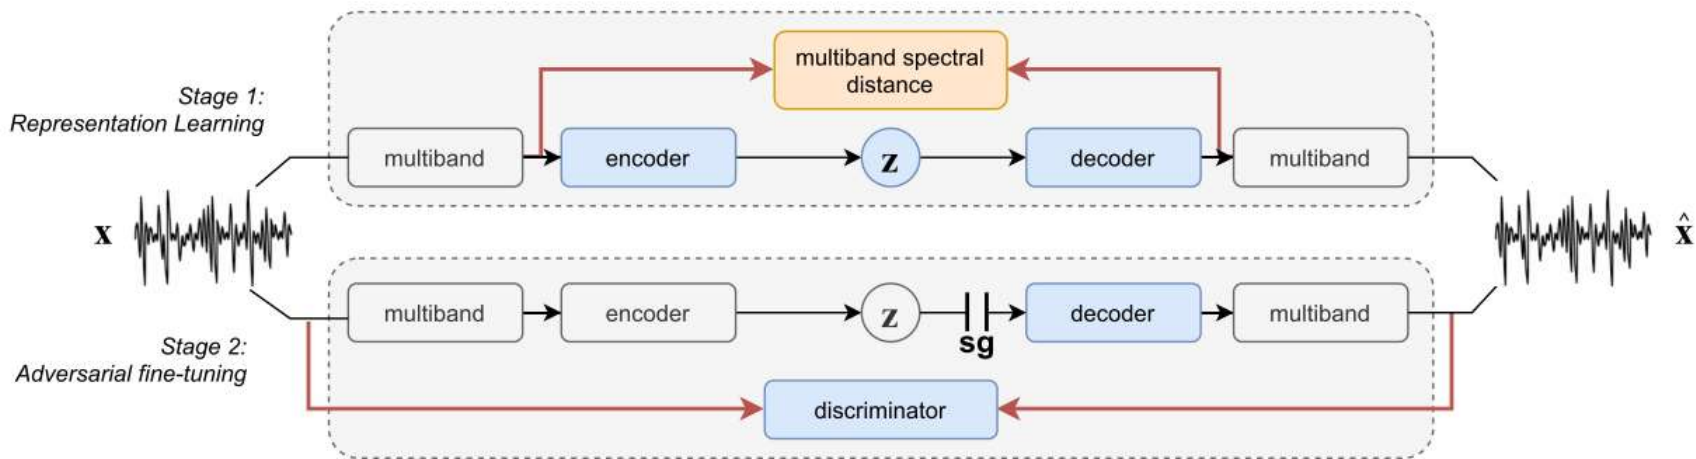 Stage 1:
Representation Learning
multiband spectral
distance
multiband
encoder
z
decoder
multiband
x
x̂
multiband
encoder
z
sg
decoder
multiband
Stage 2:
Adversarial fine-tuning
discriminator